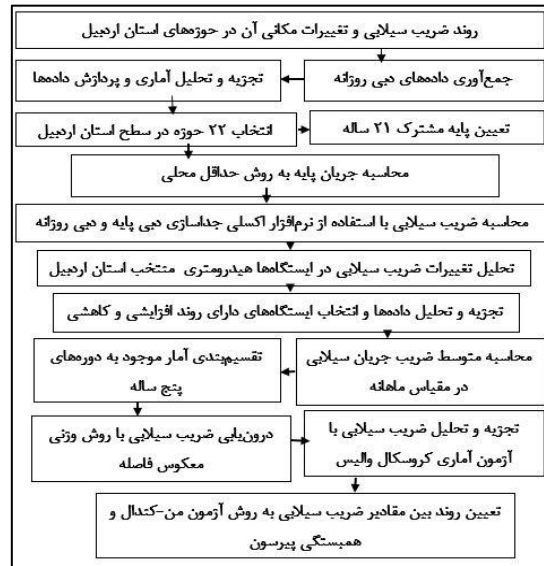 روند ضریب سیلابی و تغییرات مکانی آن در حوزه‌های استان اردبیل
جمع‌آوری داده‌های دبی روزانه
تجزیه و تحلیل آماری و پردازش داده‌ها
انتخاب ۲۲ حوزه در سطح استان اردبیل
تعیین پایه مشترک ۲۱ ساله
محاسبه جریان پایه به روش حداقل محلی
محاسبه ضریب سیلابی با استفاده از نرم‌افزار اکسلی جداسازی دبی پایه و دبی روزانه
تحلیل تغییرات ضریب سیلابی در ایستگاه‌ها هیدرومتری منتخب استان اردبیل
تجزیه و تحلیل داده‌ها و انتخاب ایستگاه‌های دارای روند افزایشی و کاهشی
محاسبه متوسط ضریب جریان سیلابی
در مقیاس ماهانه
تقسیم‌بندی آمار موجود به دوره‌های
پنج ساله
درون‌یابی ضریب سیلابی با روش وزنی
معکوس فاصله
تجزیه و تحلیل ضریب سیلابی با
آزمون آماری کروسکال والیس
تعیین روند بین مقادیر ضریب سیلابی به روش آزمون من-کندال و
همبستگی پیرسون